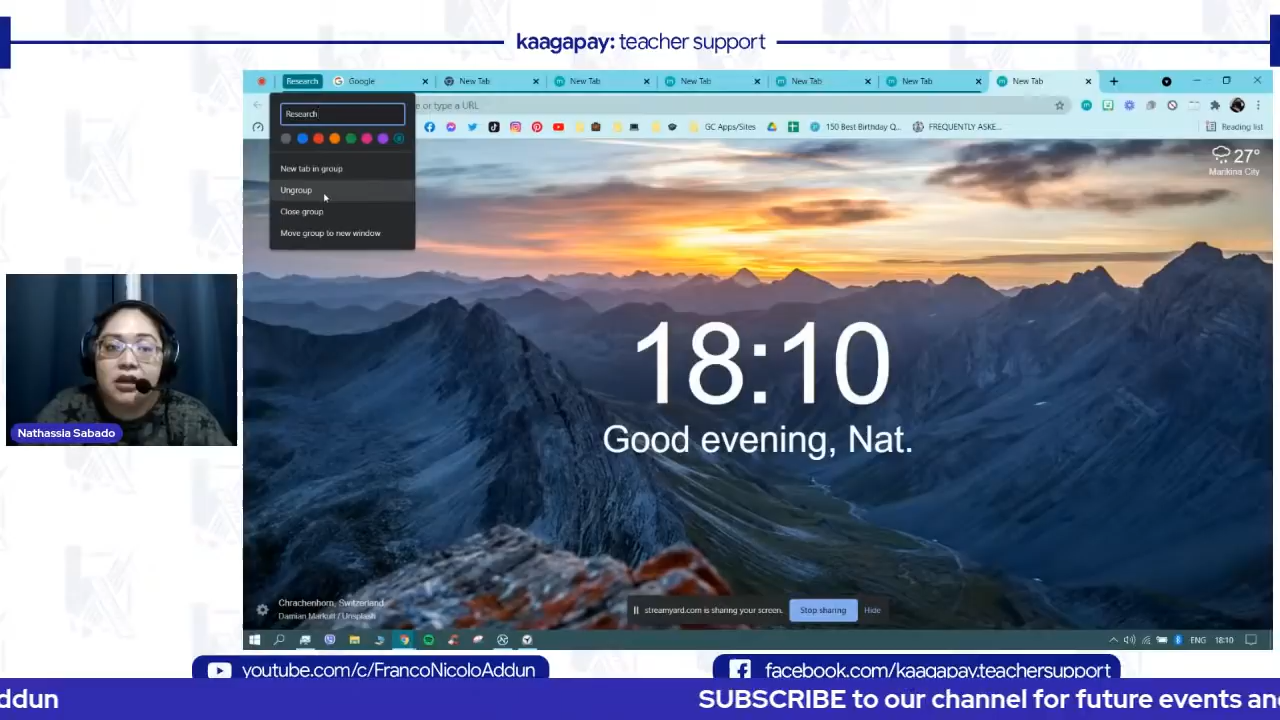 kaagapay: teacher support
Research
Google
New Tab
New Tab
New Tab
New Tab
New Tab
New Tab
Research
or type a URL
GC Apps/Sites
150 Best Birthday Q...
FREQUENTLY ASKE...
Reading list
New tab in group
Ungroup
Close group
Move group to new window
27°
Marikina City
18:10
Good evening, Nat.
Nathassia Sabado
Chrachenhorn, Switzerland
Damian Markutt / Unsplash
streamyard.com is sharing your screen.
Stop sharing
Hide
ENG
18:10
youtube.com/c/FrancoNicoloAddun
facebook.com/kaagapay.teachersupport
ddun
SUBSCRIBE to our channel for future events and